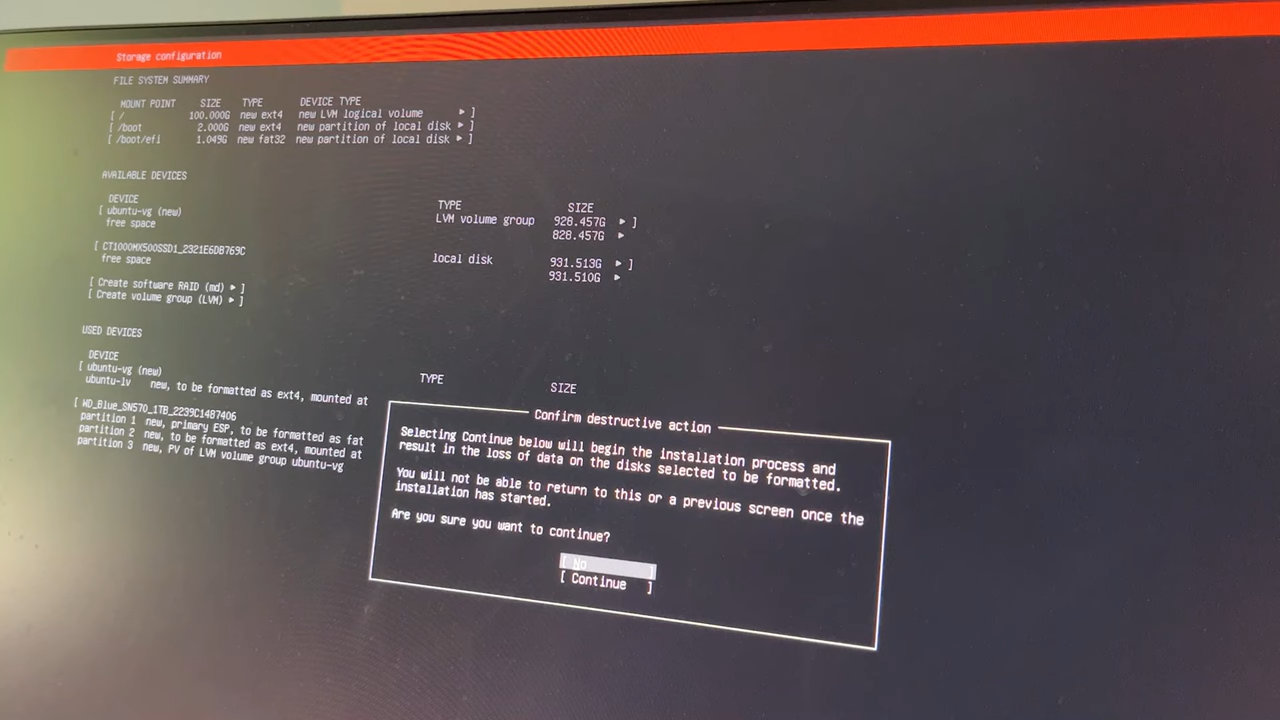 Storage configuration
FILE SYSTEM SUMMARY
MOUNT POINT SIZE TYPE DEVICE TYPE
[ / 100.000G new ext4 new LVM logical volume ▸ ]
[ /boot 2.000G new ext4 new partition of local disk ▸ ]
[ /boot/efi 1.049G new fat32 new partition of local disk ▸ ]
AVAILABLE DEVICES
DEVICE TYPE SIZE
[ ubuntu-vg (new) LVM volume group 928.457G ▸ ]
free space 828.457G ▸
[ CT1000MX500SSD1_2321E6DB769C local disk 931.513G ▸ ]
free space 931.510G ▸
[ Create software RAID (md) ▸ ]
[ Create volume group (LVM) ▸ ]
USED DEVICES
DEVICE TYPE SIZE
[ ubuntu-vg (new)
ubuntu-lv new, to be formatted as ext4, mounted at
[ WD_Blue_SN570_1TB_2239C14B7406
partition 1 new, primary ESP, to be formatted as fat
partition 2 new, to be formatted as ext4, mounted at
partition 3 new, PV of LVM volume group ubuntu-vg
Confirm destructive action
Selecting Continue below will begin the installation process and
result in the loss of data on the disks selected to be formatted.
You will not be able to return to this or a previous screen once the
installation has started.
Are you sure you want to continue?
[ No ]
[ Continue ]